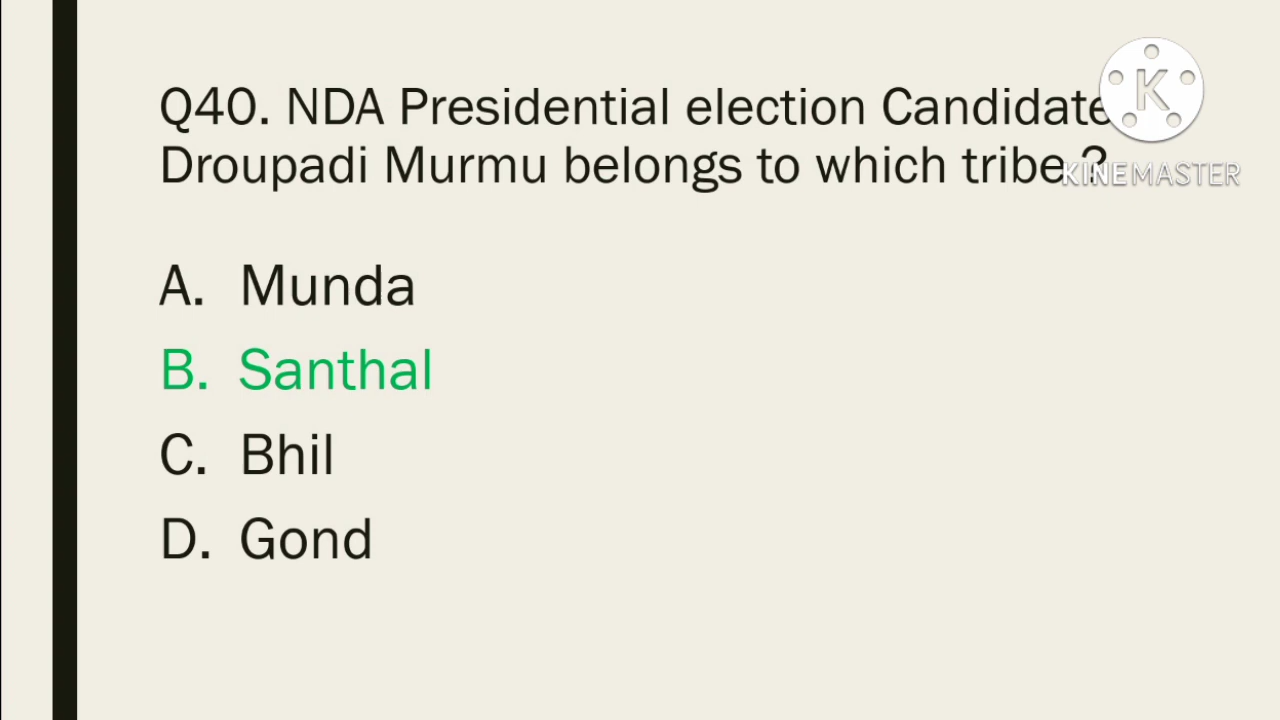 Q40. NDA Presidential election Candidate
Droupadi Murmu belongs to which tribe ?
K
KINEMASTER
A. Munda
B. Santhal
C. Bhil
D. Gond